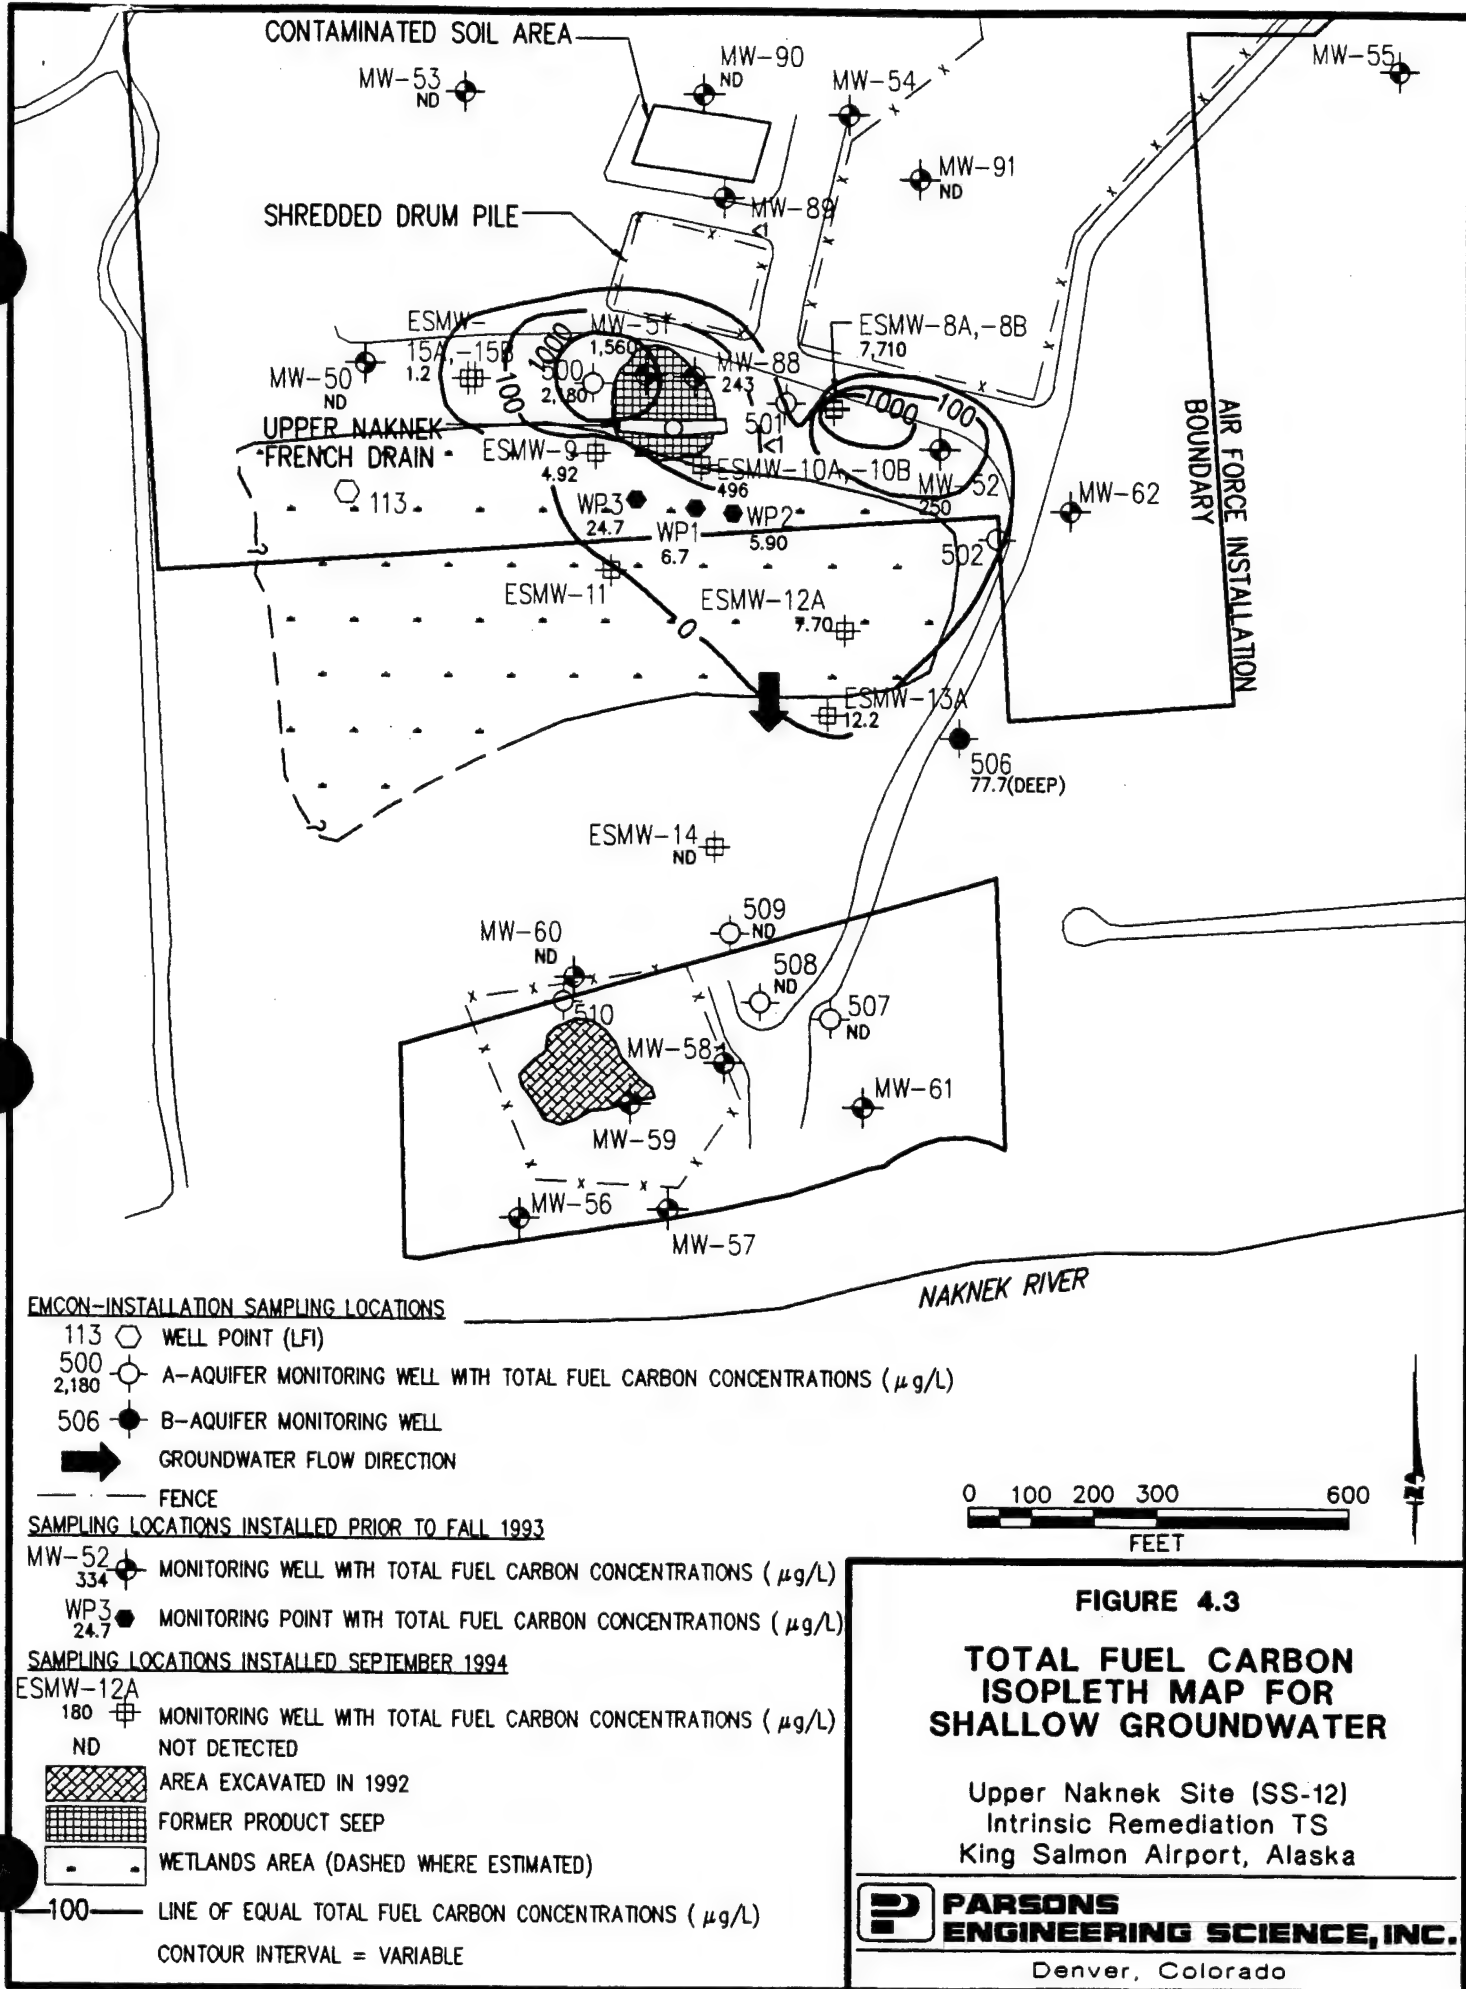 CONTAMINATED SOIL AREA
MW-53
ND
MW-90
ND
MW-54
MW-55
MW-91
ND
MW-89
<1
SHREDDED DRUM PILE
ESMW-
15A,-15B
1.2
MW-51
1,560
1000
100
500
2,180
MW-88
243
ESMW-8A,-8B
7,710
1000
100
MW-50
ND
501
<1
UPPER NAKNEK
FRENCH DRAIN
ESMW-9
4.92
ESMW-10A,-10B
496
MW-52
250
MW-62
AIR FORCE INSTALLATION
BOUNDARY
113
WP3
24.7
WP1
6.7
WP2
5.90
502
?
ESMW-11
ESMW-12A
7.70
0
ESMW-13A
12.2
506
77.7(DEEP)
?
ESMW-14
ND
509
ND
MW-60
ND
508
ND
510
507
ND
MW-58
MW-61
MW-59
MW-56
MW-57
NAKNEK RIVER
EMCON-INSTALLATION SAMPLING LOCATIONS
113 WELL POINT (LFI)
500
2,180
A-AQUIFER MONITORING WELL WITH TOTAL FUEL CARBON CONCENTRATIONS (µg/L)
506 B-AQUIFER MONITORING WELL
GROUNDWATER FLOW DIRECTION
FENCE
SAMPLING LOCATIONS INSTALLED PRIOR TO FALL 1993
MW-52
334
MONITORING WELL WITH TOTAL FUEL CARBON CONCENTRATIONS (µg/L)
WP3
24.7
MONITORING POINT WITH TOTAL FUEL CARBON CONCENTRATIONS (µg/L)
SAMPLING LOCATIONS INSTALLED SEPTEMBER 1994
ESMW-12A
180
MONITORING WELL WITH TOTAL FUEL CARBON CONCENTRATIONS (µg/L)
ND NOT DETECTED
AREA EXCAVATED IN 1992
FORMER PRODUCT SEEP
WETLANDS AREA (DASHED WHERE ESTIMATED)
100 LINE OF EQUAL TOTAL FUEL CARBON CONCENTRATIONS (µg/L)
CONTOUR INTERVAL = VARIABLE
0 100 200 300 600
FEET
N
FIGURE 4.3
TOTAL FUEL CARBON
ISOPLETH MAP FOR
SHALLOW GROUNDWATER
Upper Naknek Site (SS-12)
Intrinsic Remediation TS
King Salmon Airport, Alaska
PARSONS
ENGINEERING SCIENCE, INC.
Denver, Colorado